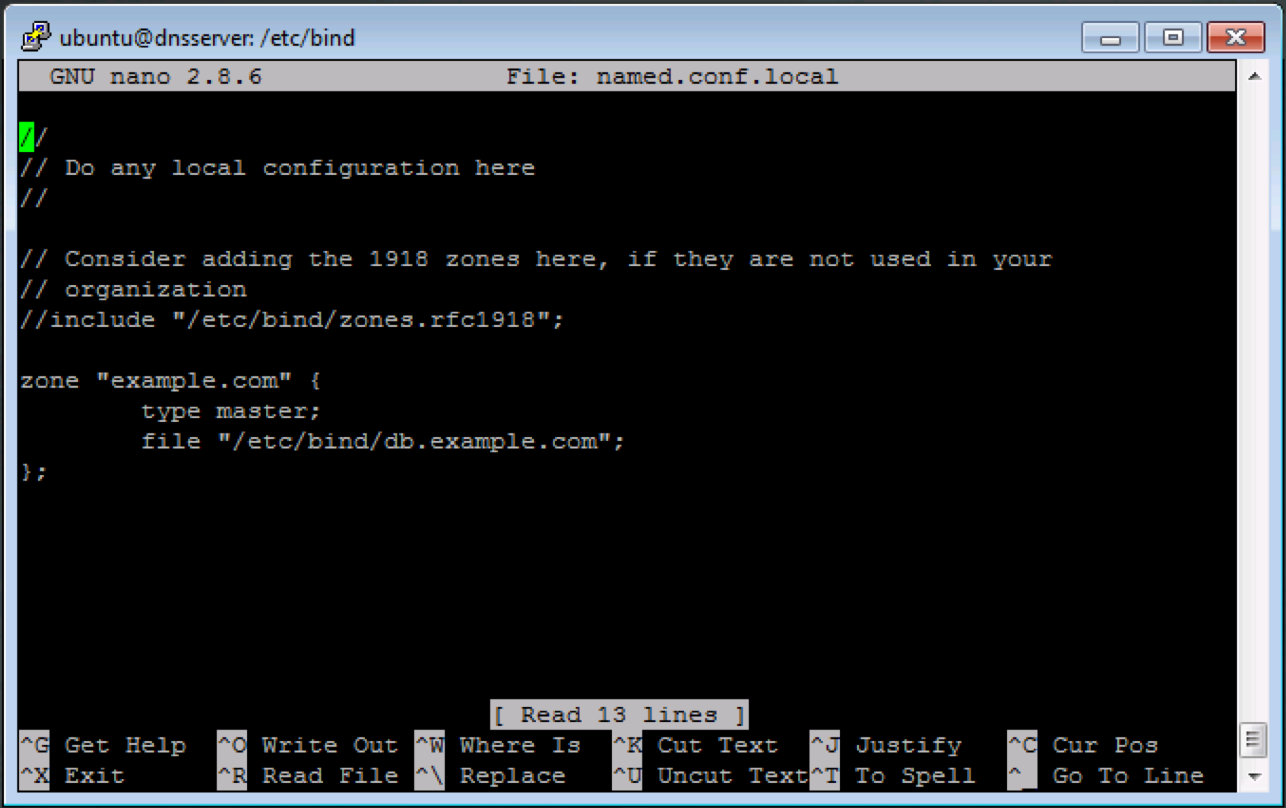 ubuntu@dnsserver: /etc/bind
GNU nano 2.8.6 File: named.conf.local
//
// Do any local configuration here
//
// Consider adding the 1918 zones here, if they are not used in your
// organization
//include "/etc/bind/zones.rfc1918";
zone "example.com" {
        type master;
        file "/etc/bind/db.example.com";
};
[ Read 13 lines ]
^G Get Help ^O Write Out ^W Where Is ^K Cut Text ^J Justify ^C Cur Pos
^X Exit ^R Read File ^\ Replace ^U Uncut Text^T To Spell ^_ Go To Line